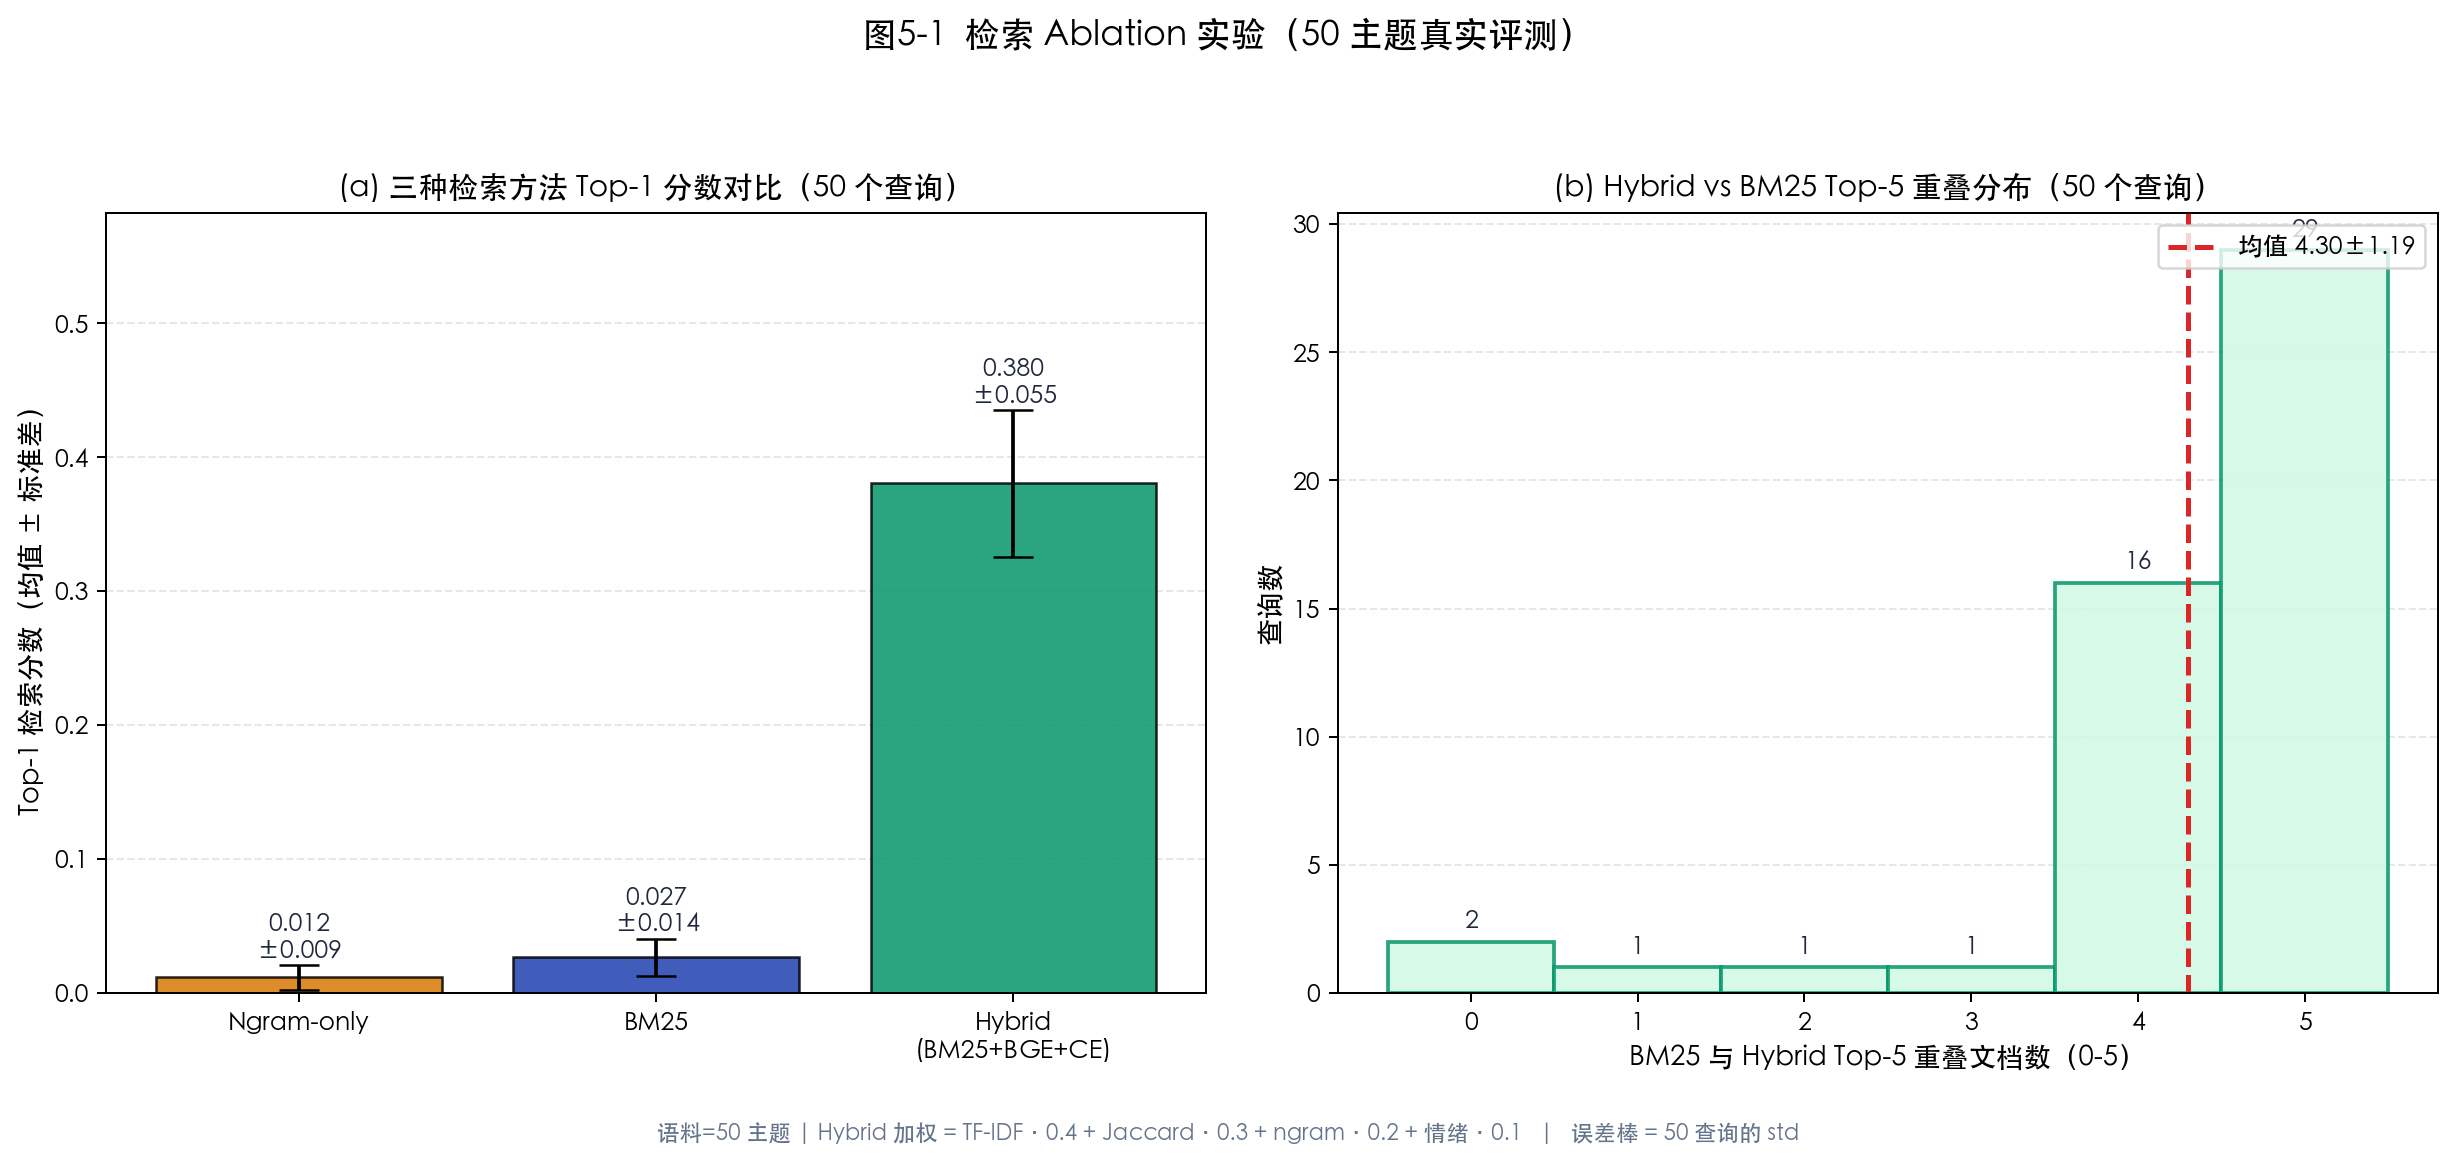 图5-1 检索 Ablation 实验（50 主题真实评测）
(a) 三种检索方法 Top-1 分数对比（50 个查询）
Top-1 检索分数（均值 ± 标准差）
0.5
0.4
0.3
0.2
0.1
0.0
0.012
±0.009
0.027
±0.014
0.380
±0.055
Ngram-only
BM25
Hybrid
(BM25+BGE+CE)
(b) Hybrid vs BM25 Top-5 重叠分布（50 个查询）
查询数
30
25
20
15
10
5
0
29
均值 4.30±1.19
16
2
1
1
1
0
1
2
3
4
5
BM25 与 Hybrid Top-5 重叠文档数（0-5）
语料=50 主题 | Hybrid 加权 = TF-IDF · 0.4 + Jaccard · 0.3 + ngram · 0.2 + 情绪 · 0.1 | 误差棒 = 50 查询的 std